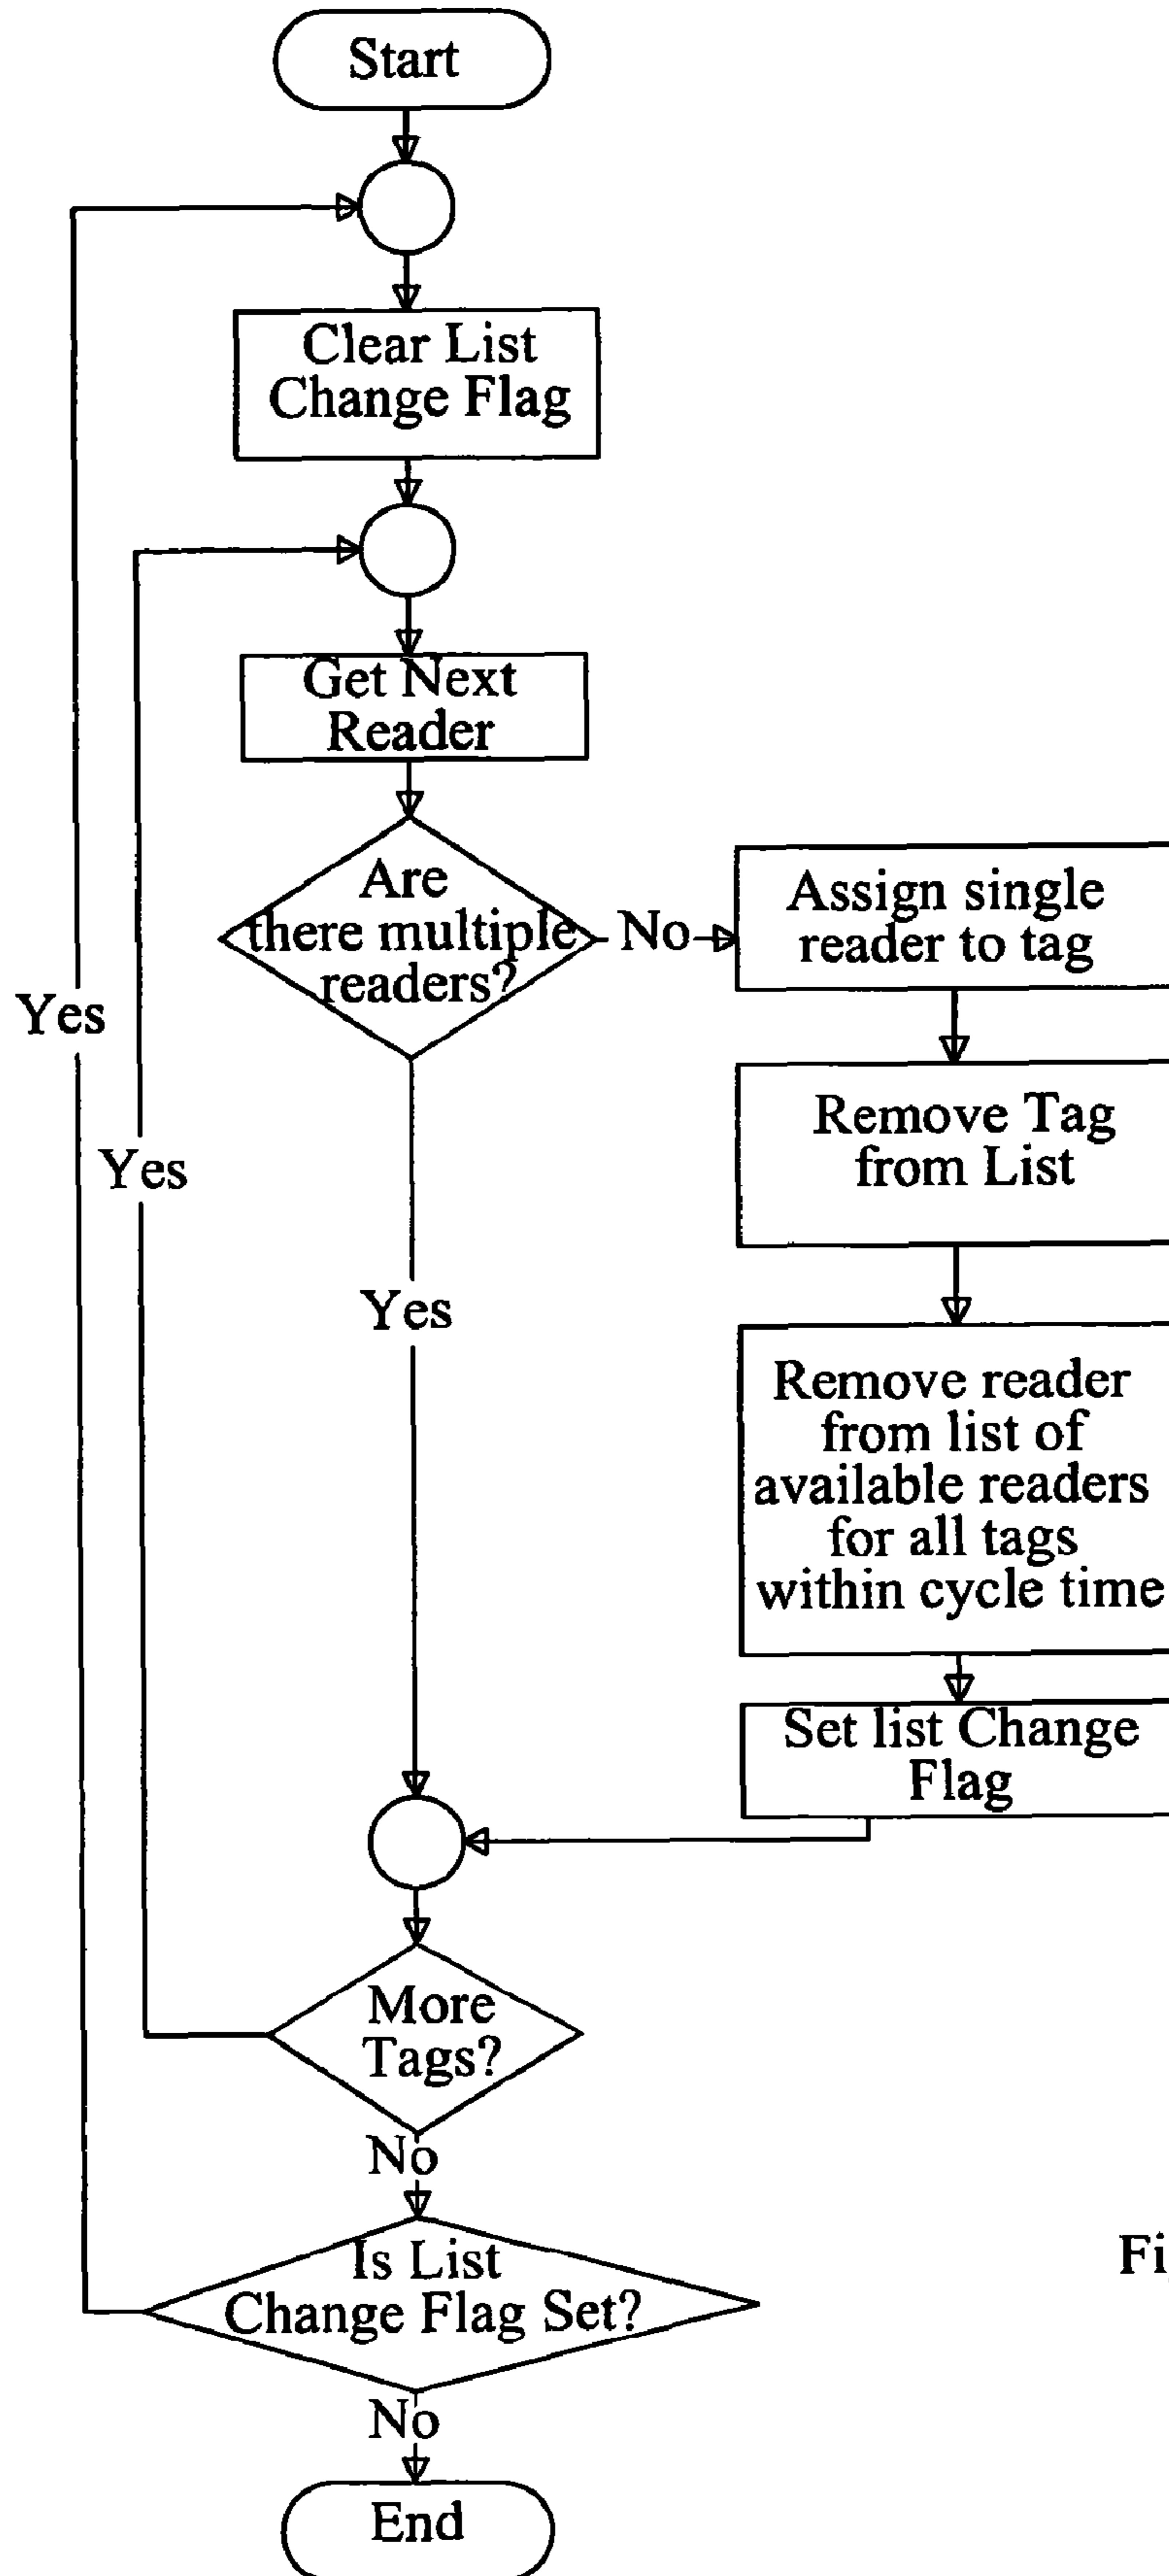 Start
Clear List
Change Flag
Get Next
Reader
Are
there multiple
readers?
No
Assign single
reader to tag
Remove Tag
from List
Remove reader
from list of
available readers
for all tags
within cycle time
Set list Change
Flag
Yes
Yes
Yes
More
Tags?
No
Is List
Change Flag Set?
No
End